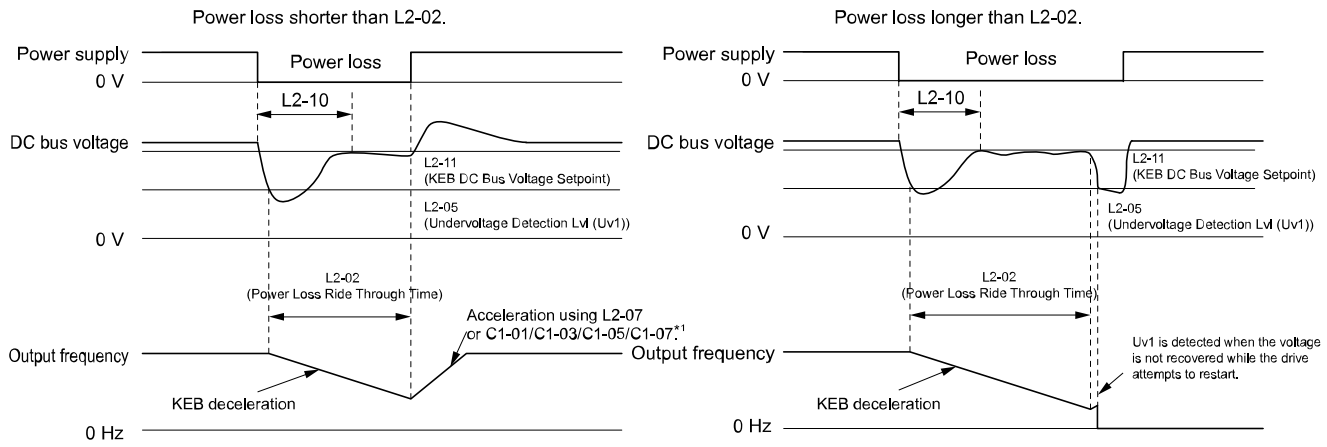 Power loss shorter than L2-02.
Power supply
Power loss
0 V
L2-10
DC bus voltage
L2-11
(KEB DC Bus Voltage Setpoint)
L2-05
(Undervoltage Detection Lvl (Uv1))
0 V
L2-02
(Power Loss Ride Through Time)
Acceleration using L2-07
or C1-01/C1-03/C1-05/C1-07*1
Output frequency
KEB deceleration
0 Hz
Power loss longer than L2-02.
Power supply
Power loss
0 V
L2-10
DC bus voltage
L2-11
(KEB DC Bus Voltage Setpoint)
L2-05
(Undervoltage Detection Lvl (Uv1))
0 V
L2-02
(Power Loss Ride Through Time)
Output frequency
Uv1 is detected when the voltage
is not recovered while the drive
attempts to restart.
KEB deceleration
0 Hz